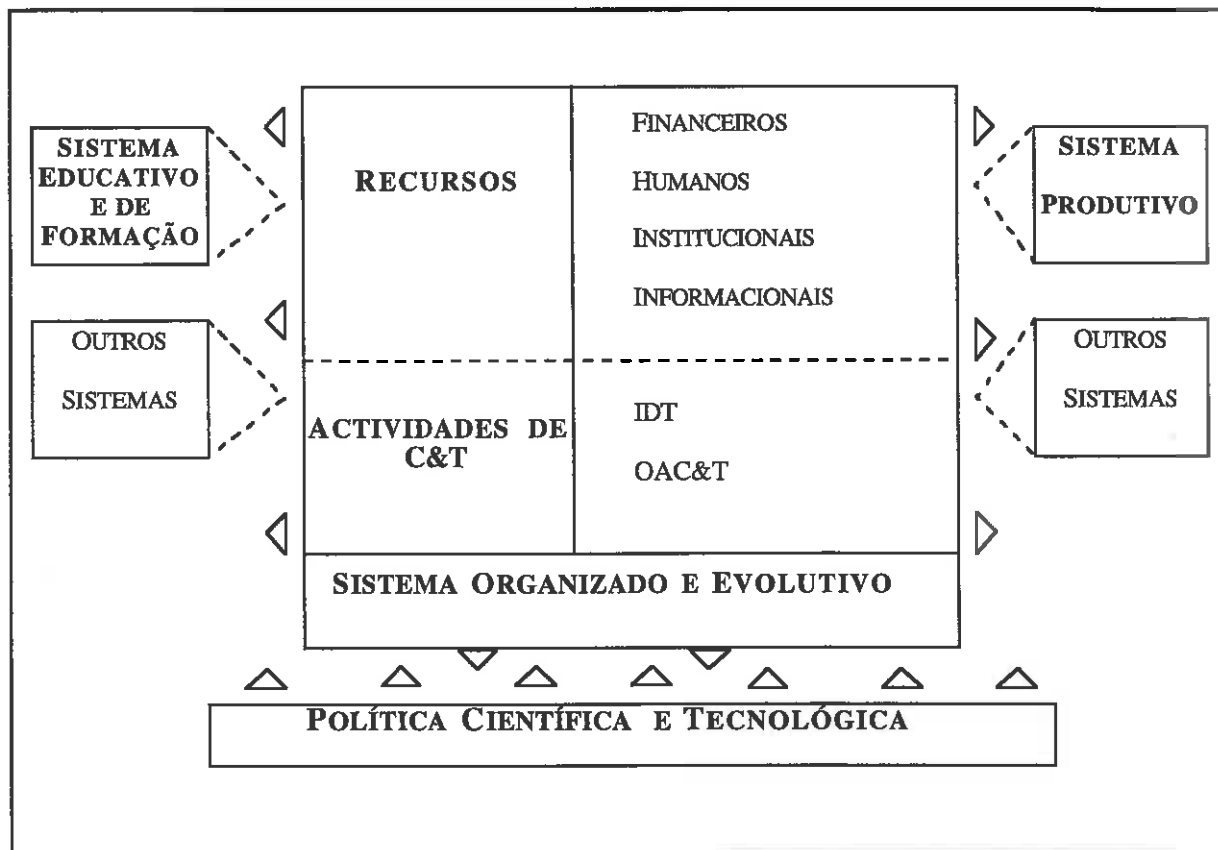 SISTEMA
EDUCATIVO
E DE
FORMAÇÃO
OUTROS
SISTEMAS
RECURSOS
FINANCEIROS
HUMANOS
INSTITUCIONAIS
INFORMACIONAIS
ACTIVIDADES DE
C&T
IDT
OAC&T
SISTEMA ORGANIZADO E EVOLUTIVO
SISTEMA
PRODUTIVO
OUTROS
SISTEMAS
POLÍTICA CIENTÍFICA E TECNOLÓGICA